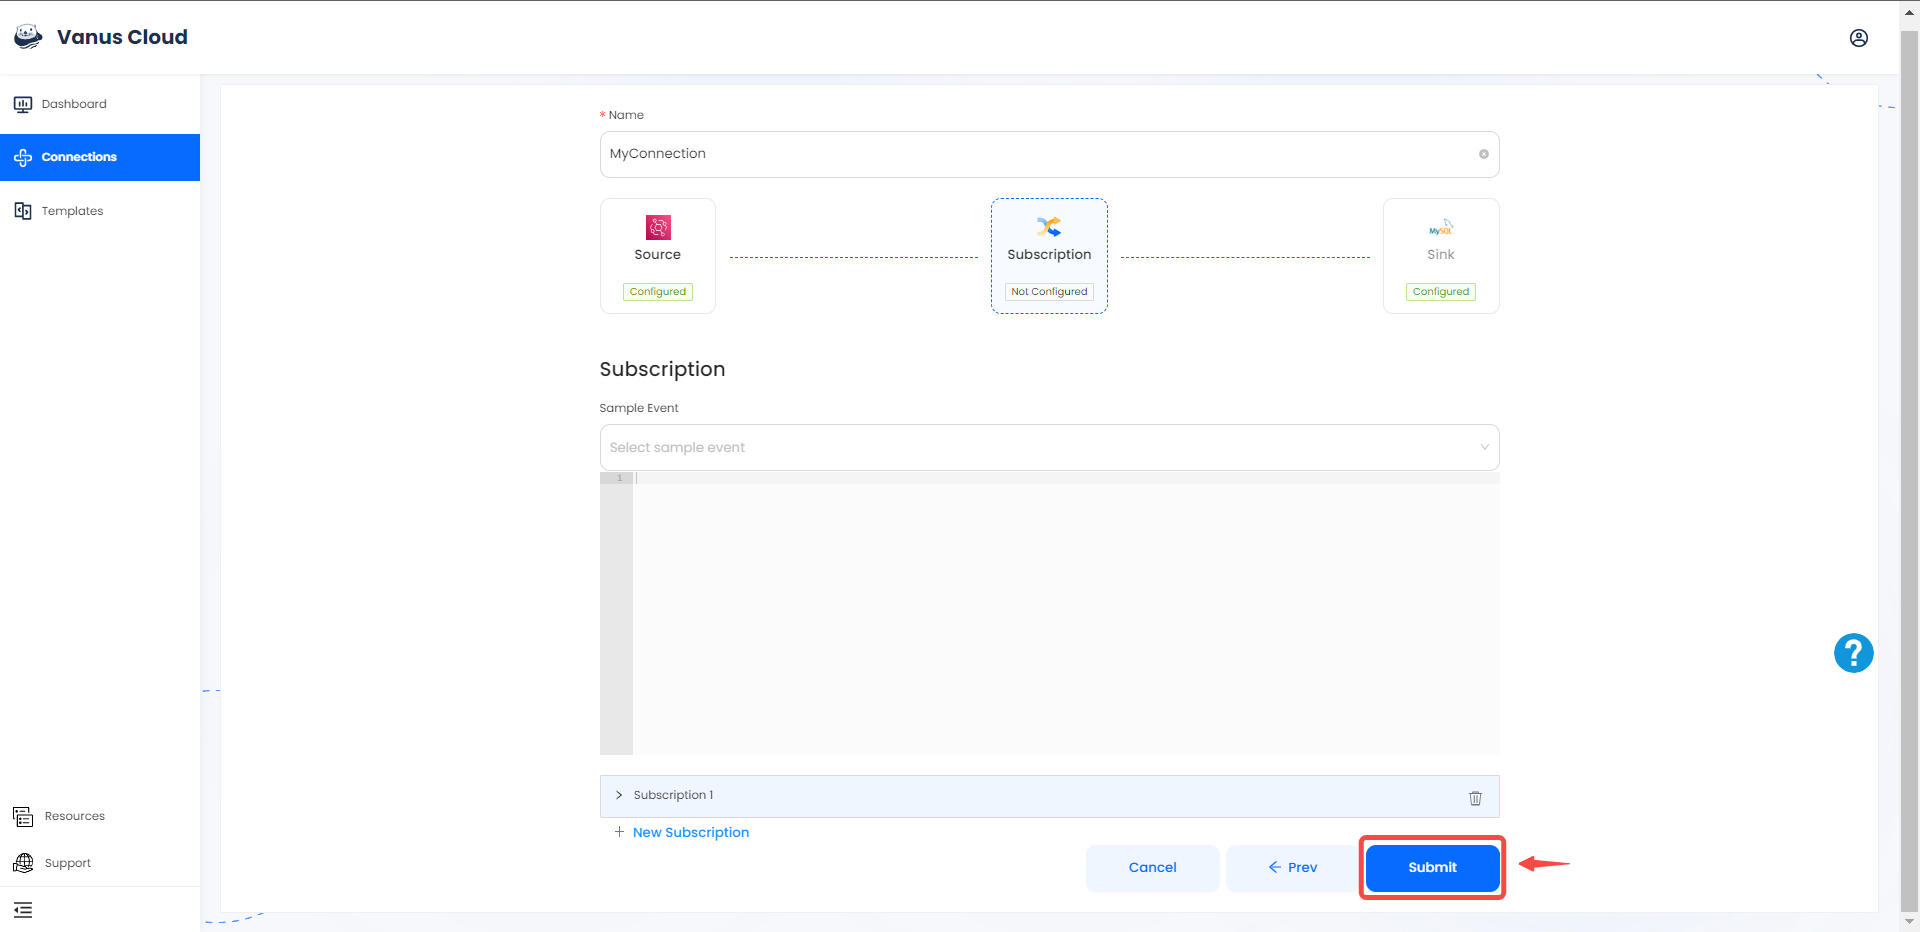 Vanus Cloud
Dashboard
Connections
Templates
Resources
Support
* Name
MyConnection
Source
Configured
Subscription
Not Configured
MySQL
Sink
Configured
Subscription
Sample Event
Select sample event
1
Subscription 1
+ New Subscription
Cancel
← Prev
Submit
?